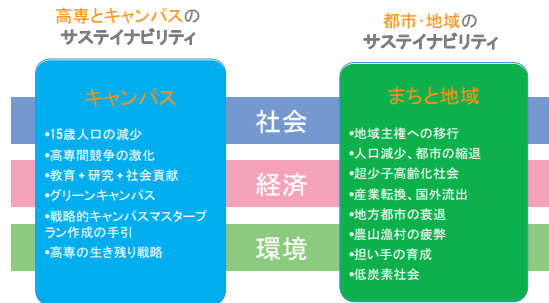 高専とキャンパスの
サステイナビリティ
都市・地域の
サステイナビリティ
キャンパス
•15歳人口の減少
•高専間競争の激化
•教育+研究+社会貢献
•グリーンキャンパス
•戦略的キャンパスマスタープ
ラン作成の手引
•高専の生き残り戦略
社会
経済
環境
まちと地域
•地域主権への移行
•人口減少、都市の縮退
•超少子高齢化社会
•産業転換、国外流出
•地方都市の衰退
•農山漁村の疲弊
•担い手の育成
•低炭素社会